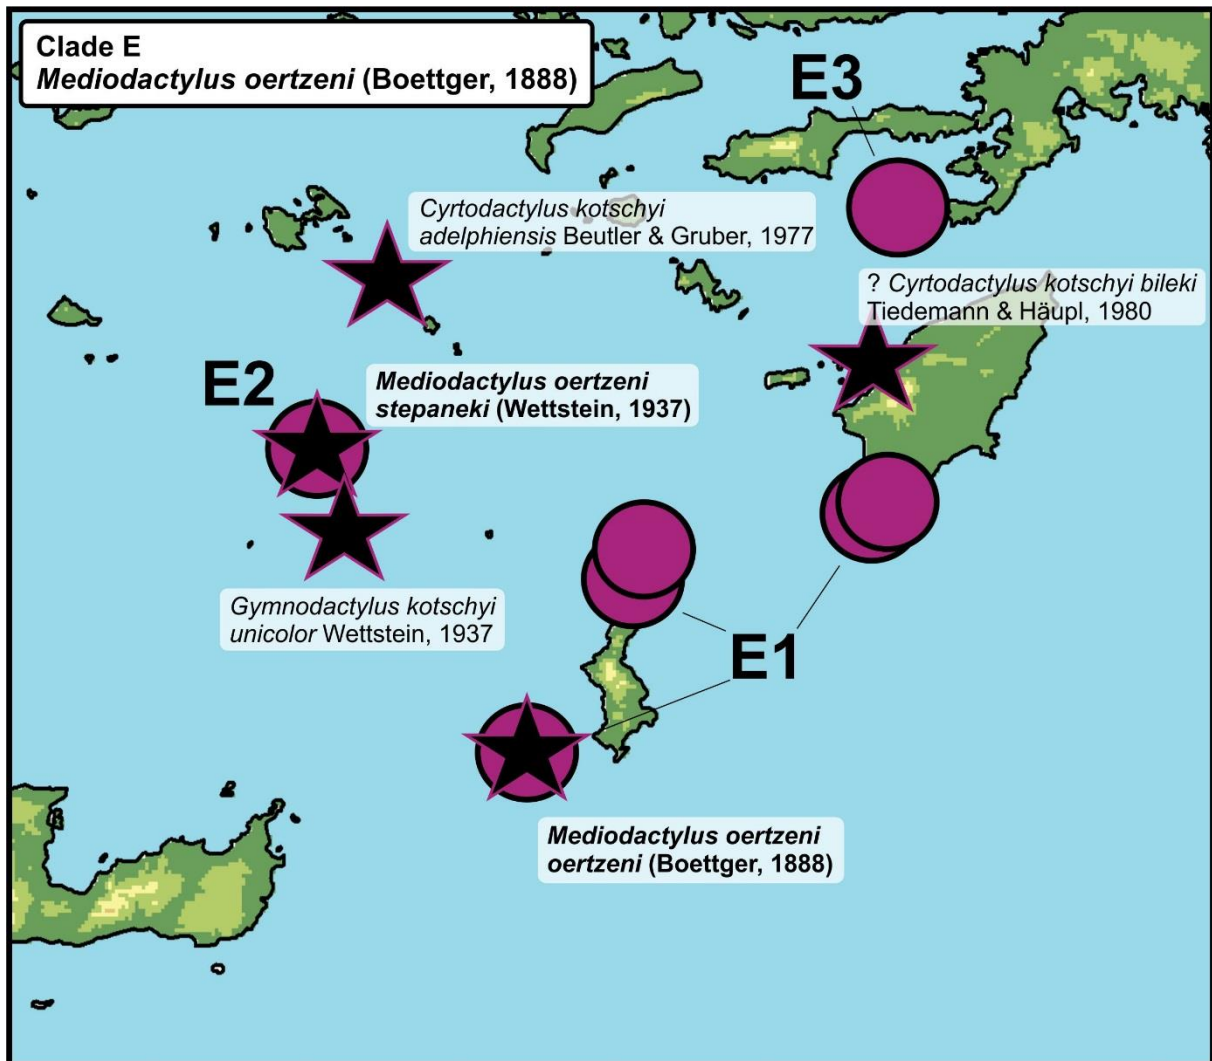 Clade E
Mediodactylus oertzeni (Boettger, 1888)
E3
Cyrtodactylus kotschyi
adelphiensis Beutler & Gruber, 1977
? Cyrtodactylus kotschyi bileki
Tiedemann & Häupl, 1980
E2
Mediodactylus oertzeni
stepaneki (Wettstein, 1937)
Gymnodactylus kotschyi
unicolor Wettstein, 1937
E1
Mediodactylus oertzeni
oertzeni (Boettger, 1888)